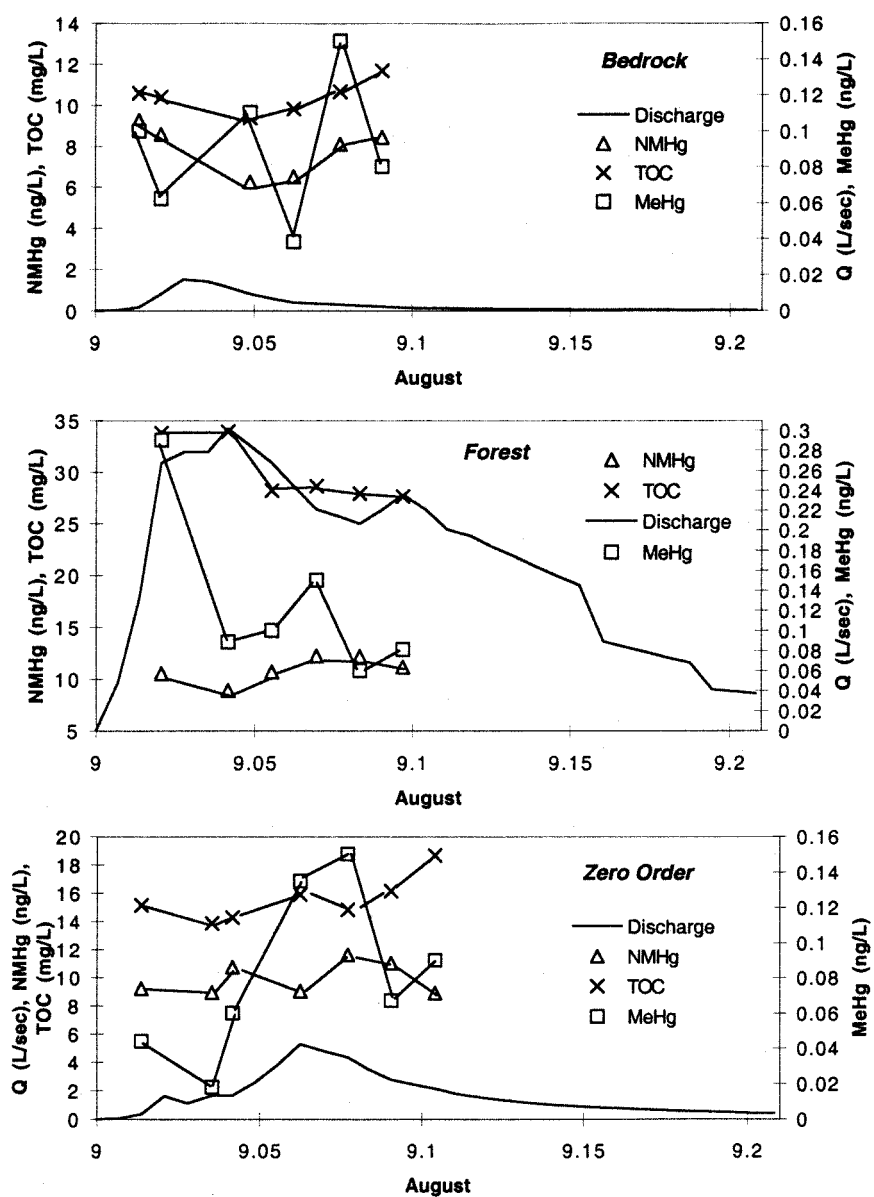 14
12
10
8
6
4
2
0
NMHg (ng/L), TOC (mg/L)
0.16
0.14
0.12
0.1
0.08
0.06
0.04
0.02
0
Q (L/sec), MeHg (ng/L)
Bedrock
Discharge
NMHg
TOC
MeHg
9 9.05 9.1 9.15 9.2
August
35
30
25
20
15
10
5
NMHg (ng/L), TOC (mg/L)
0.3
0.28
0.26
0.24
0.22
0.2
0.18
0.16
0.14
0.12
0.1
0.08
0.06
0.04
0.02
0
Q (L/sec), MeHg (ng/L)
Forest
NMHg
TOC
Discharge
MeHg
9 9.05 9.1 9.15 9.2
August
20
18
16
14
12
10
8
6
4
2
0
Q (L/sec), NMHg (ng/L),
TOC (mg/L)
0.16
0.14
0.12
0.1
0.08
0.06
0.04
0.02
0
MeHg (ng/L)
Zero Order
Discharge
NMHg
TOC
MeHg
9 9.05 9.1 9.15 9.2
August